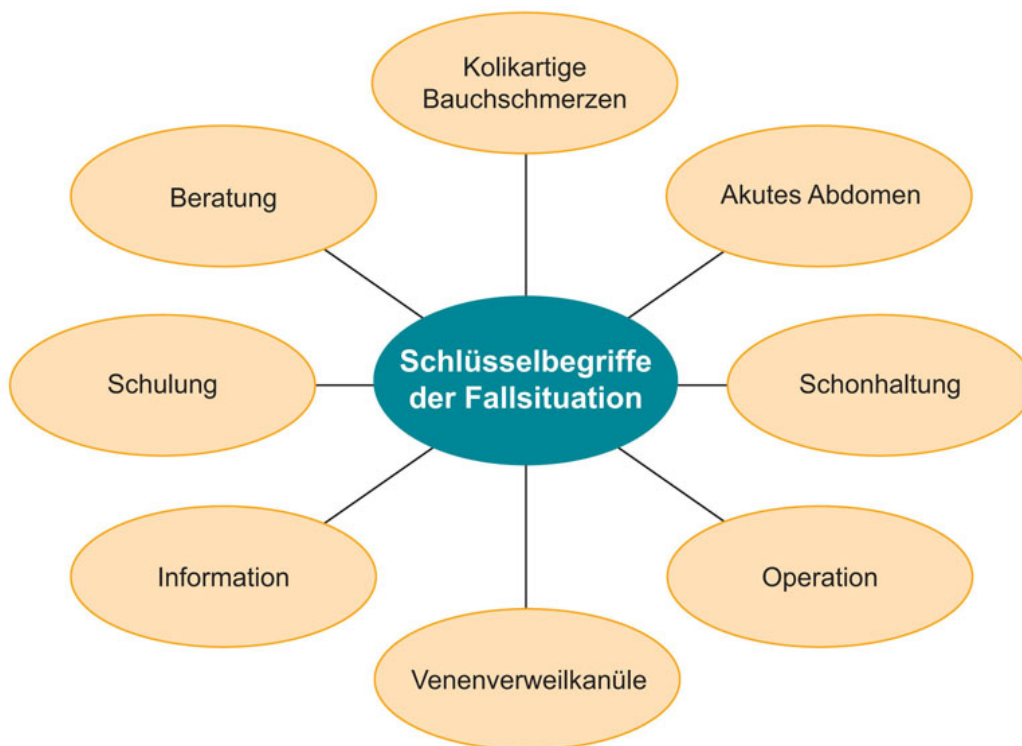 Kolikartige
Bauchschmerzen
Beratung
Akutes Abdomen
Schlüsselbegriffe
der Fallsituation
Schulung
Schonhaltung
Information
Operation
Venenverweilkanüle